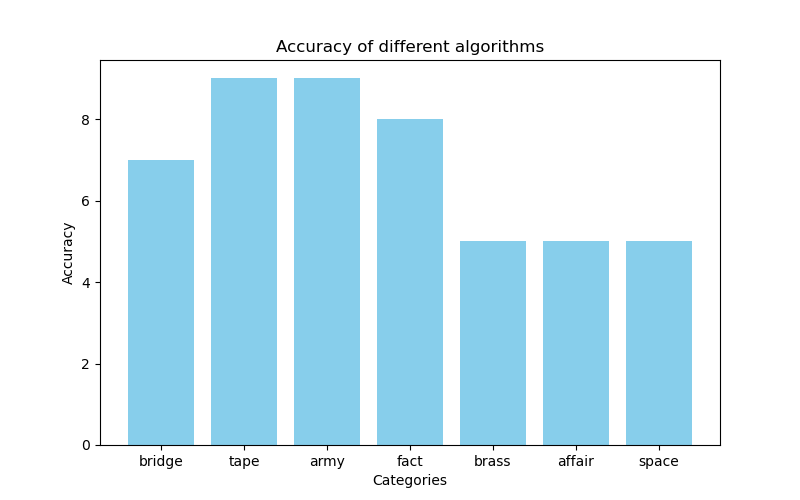 Accuracy of different algorithms
Accuracy
8
6
4
2
0
bridge tape army fact brass affair space
Categories